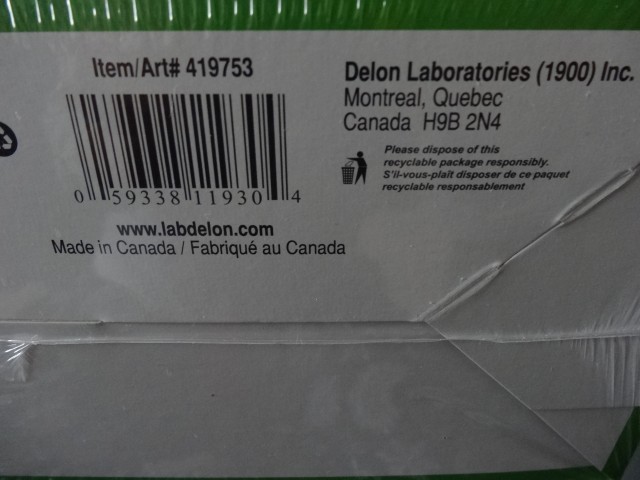 Item/Art# 419753
0 59338 11930 4
www.labdelon.com
Made in Canada / Fabriqué au Canada
Delon Laboratories (1900) Inc.
Montreal, Quebec
Canada H9B 2N4
Please dispose of this
recyclable package responsibly.
S'il-vous-plaît disposer de ce paquet
recyclable responsablement